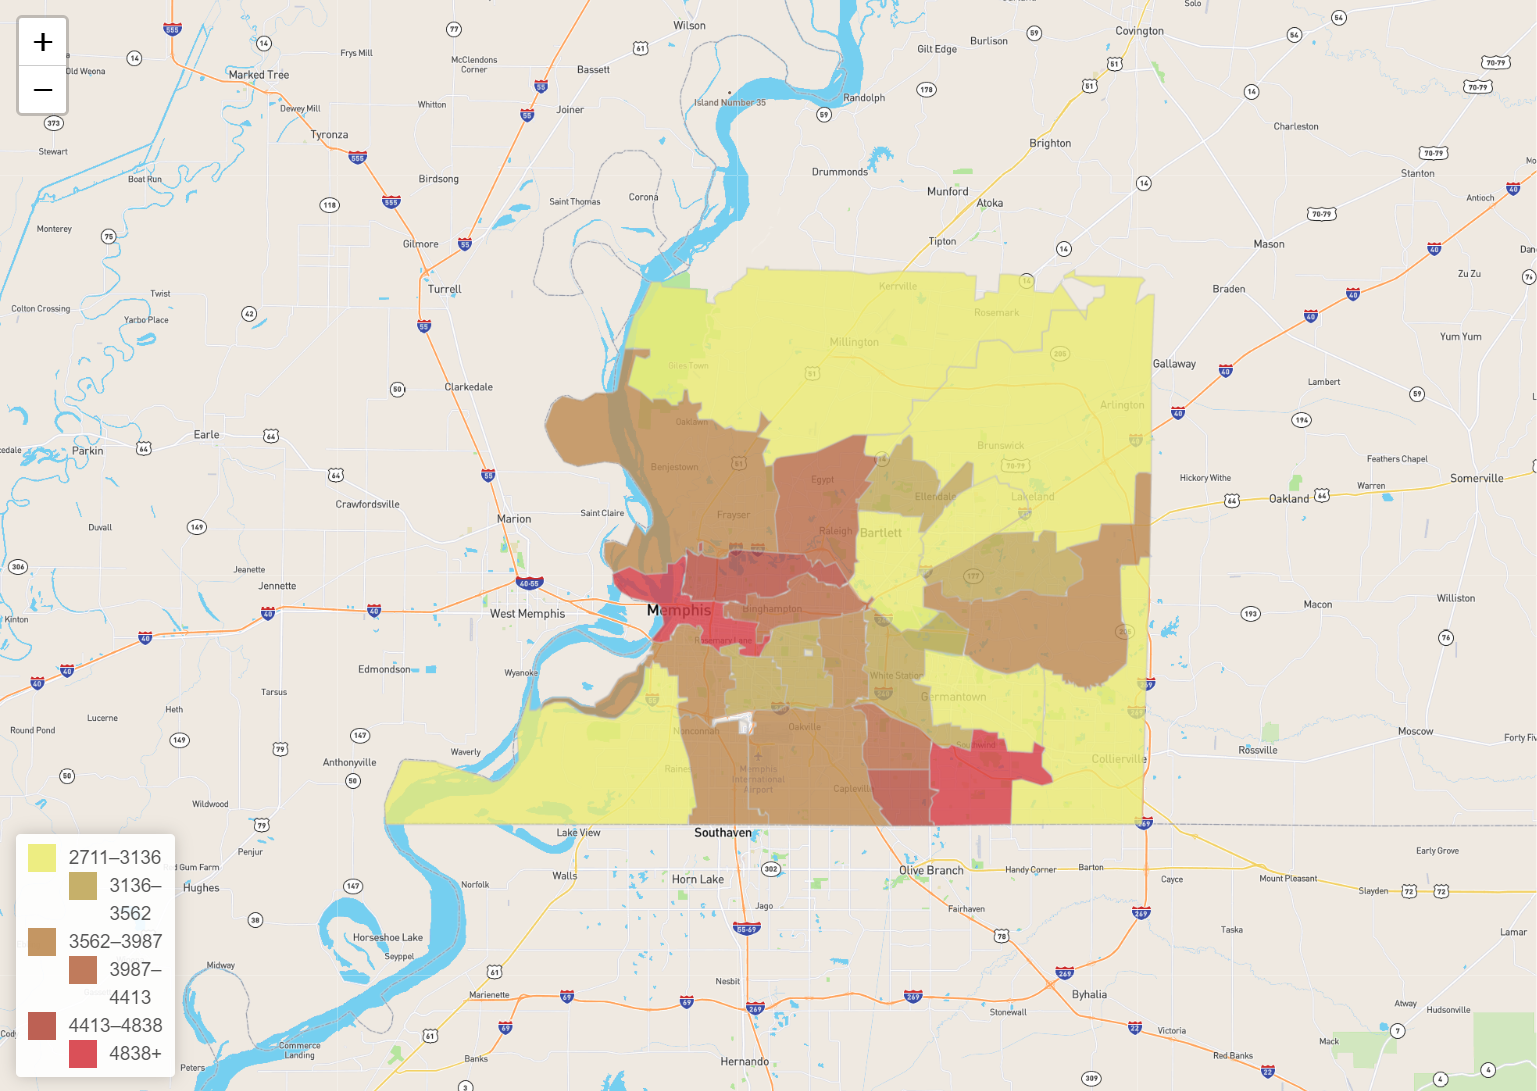 +
−
Wilson
Solo
Covington
Burlison
Gilt Edge
Frys Mill
McClendons
Corner
Bassett
Old Weona
Marked Tree
Dewey Mill
Whitton
Joiner
Island Number 35
Randolph
Charleston
Tyronza
Stewart
Brighton
Boat Run
Birdsong
Drummonds
Stanton
Munford
Antioch
Saint Thomas
Corona
Atoka
Monterey
Gilmore
Tipton
Mason
Zu Zu
Turrell
Kerrville
Braden
Twist
Colton Crossing
Yarbo Place
Rosemark
Millington
Yum Yum
Giles Town
Gallaway
Lambert
Clarkedale
Arlington
Oaklawn
Earle
Parkin
Brunswick
Benjestown
Egypt
Feathers Chapel
Ellendale
Lakeland
Hickory Withe
Warren
Somerville
Oakland
Crawfordsville
Saint Claire
Marion
Frayser
Duvall
Raleigh
Bartlett
Jeanette
Jennette
Williston
Macon
West Memphis
Memphis
Binghampton
Kinton
Rosemary Lane
Edmondson
Wyanoke
White Station
Tarsus
Germantown
Heth
Lucerne
Round Pond
Nonconnah
Oakville
Moscow
Waverly
Southwind
Rossville
Anthonyville
Raines
Memphis
International
Airport
Collierville
Capleville
Wildwood
Lake View
Southaven
Penjur
Early Grove
d Gum Farm
Hughes
Norfolk
Walls
Horn Lake
Olive Branch
Handy Corner
Barton
Cayce
Mount Pleasant
Slayden
Jago
Fairhaven
Horseshoe Lake
Taska
Lamar
Seyppel
Midway
Nesbit
Marienette
Byhalia
Stonewall
Atway
Hudsonville
Victoria
Mack
Commerce
Landing
Banks
Hernando
Red Banks
Peters
2711–3136
3136–
3562
3562–3987
3987–
4413
4413–4838
4838+